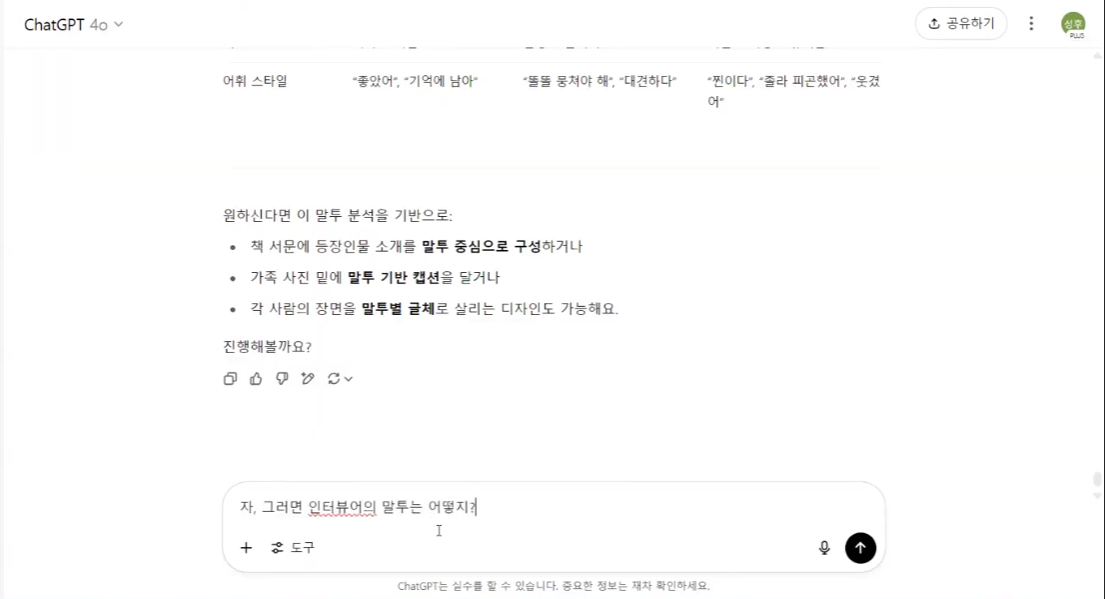 ChatGPT 4o
공유하기
성후
PLUS
어휘 스타일 “좋았어”, “기억에 남아” “똘똘 뭉쳐야 해”, “대견하다” “찐이다”, “졸라 피곤했어”, “웃겼
어”
원하신다면 이 말투 분석을 기반으로:
책 서문에 등장인물 소개를 말투 중심으로 구성하거나
가족 사진 밑에 말투 기반 캡션을 달거나
각 사람의 장면을 말투별 글체로 살리는 디자인도 가능해요.
진행해볼까요?
자, 그러면 인터뷰어의 말투는 어떻지?
도구
ChatGPT는 실수를 할 수 있습니다. 중요한 정보는 재차 확인하세요.